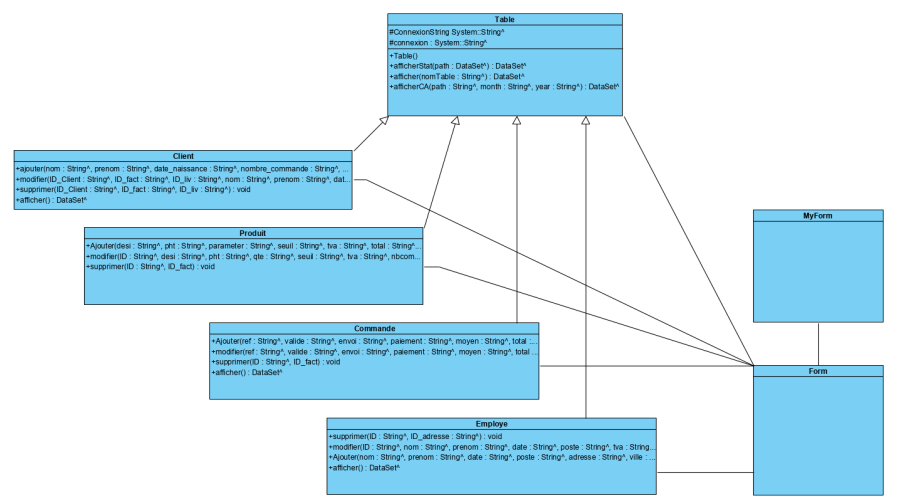 Table
#ConnexionString System::String^
#connexion : System::String^
+Table()
+afficherStat(path : DataSet^) : DataSet^
+afficher(nomTable : String^) : DataSet^
+afficherCA(path : String^, month : String^, year : String^) : DataSet^
Client
+ajouter(nom : String^, prenom : String^, date_naissance : String^, nombre_commande : String^, ...
+modifier(ID_Client : String^, ID_fact : String^, ID_liv : String^, nom : String^, prenom : String^, dat...
+supprimer(ID_Client : String^, ID_fact : String^, ID_liv : String^) : void
+afficher() : DataSet^
Produit
+Ajouter(desi : String^, pht : String^, parameter : String^, seuil : String^, tva : String^, total : String^...
+modifier(ID : String^, desi : String^, pht : String^, qte : String^, seuil : String^, tva : String^, nbcom...
+supprimer(ID : String^, ID_fact) : void
MyForm
Commande
+Ajouter(ref : String^, valide : String^, envoi : String^, paiement : String^, moyen : String^, total :...
+modifier(ref : String^, valide : String^, envoi : String^, paiement : String^, moyen : String^, total ...
+supprimer(ID : String^, ID_fact) : void
+afficher() : DataSet^
Form
Employe
+supprimer(ID : String^, ID_adresse : String^) : void
+modifier(ID : String^, nom : String^, prenom : String^, date : String^, poste : String^, tva : String...
+Ajouter(nom : String^, prenom : String^, date : String^, poste : String^, adresse : String^, ville : ...
+afficher() : DataSet^